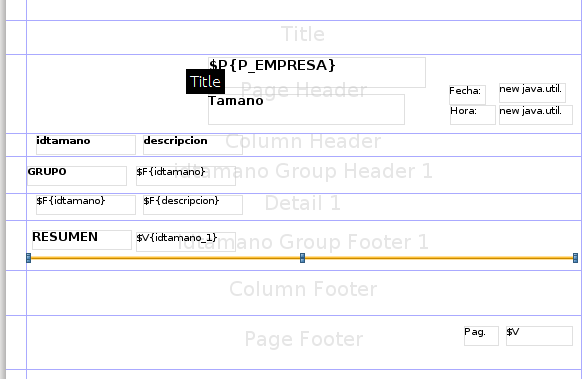 Title
$P{P_EMPRESA}
Title
Page Header
Fecha: new java.util.
Tamano
Hora: new java.util.
idtamano descripcion
Column Header
GRUPO $F{idtamano}
idtamano Group Header 1
$F{idtamano} $F{descripcion}
Detail 1
RESUMEN $V{idtamano_1}
idtamano Group Footer 1
Column Footer
Pag. $V
Page Footer